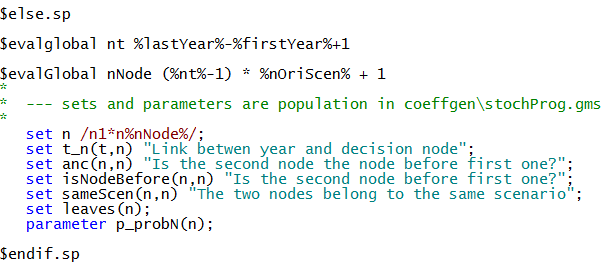 $else.sp
$evalglobal nt %lastYear%-%firstYear%+1
$evalGlobal nNode (%nt%-1) * %nOriScen% + 1
*
*  --- sets and parameters are population in coeffgen\stochProg.gms
*
set n /n1*n%nNode%/;
set t_n(t,n) "Link betwen year and decision node";
set anc(n,n) "Is the second node the node before first one?";
set isNodeBefore(n,n) "Is the second node before first one?";
set sameScen(n,n) "The two nodes belong to the same scenario";
set leaves(n);
parameter p_probN(n);
$endif.sp